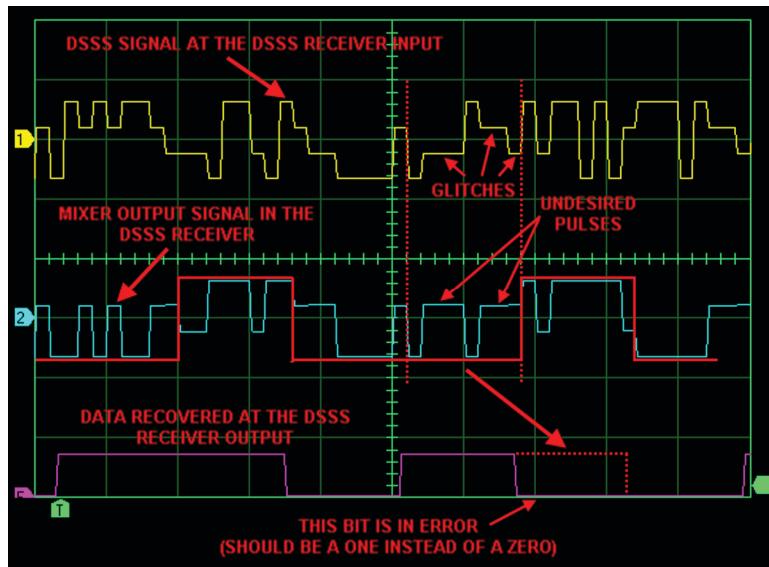 DSSS SIGNAL AT THE DSSS RECEIVER INPUT
1
GLITCHES
MIXER OUTPUT SIGNAL IN THE
DSSS RECEIVER
UNDESIRED
PULSES
2
DATA RECOVERED AT THE DSSS
RECEIVER OUTPUT
T
THIS BIT IS IN ERROR
(SHOULD BE A ONE INSTEAD OF A ZERO)